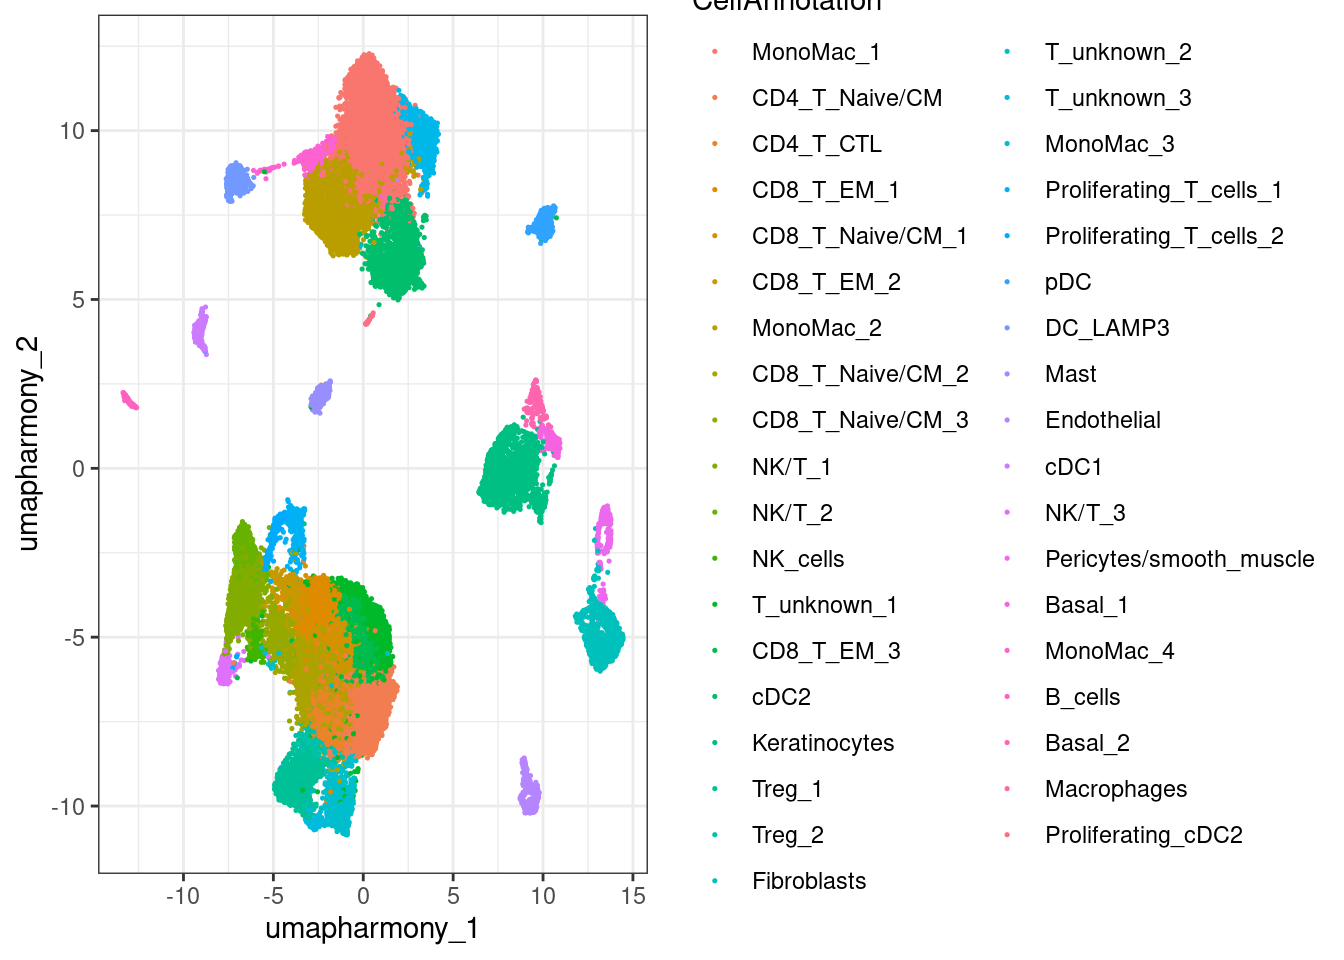 CellAnnotation
MonoMac_1
CD4_T_Naive/CM
CD4_T_CTL
CD8_T_EM_1
CD8_T_Naive/CM_1
CD8_T_EM_2
MonoMac_2
CD8_T_Naive/CM_2
CD8_T_Naive/CM_3
NK/T_1
NK/T_2
NK_cells
T_unknown_1
CD8_T_EM_3
cDC2
Keratinocytes
Treg_1
Treg_2
Fibroblasts
T_unknown_2
T_unknown_3
MonoMac_3
Proliferating_T_cells_1
Proliferating_T_cells_2
pDC
DC_LAMP3
Mast
Endothelial
cDC1
NK/T_3
Pericytes/smooth_muscle
Basal_1
MonoMac_4
B_cells
Basal_2
Macrophages
Proliferating_cDC2
umapharmony_2
10
5
0
-5
-10
-10 -5 0 5 10 15
umapharmony_1